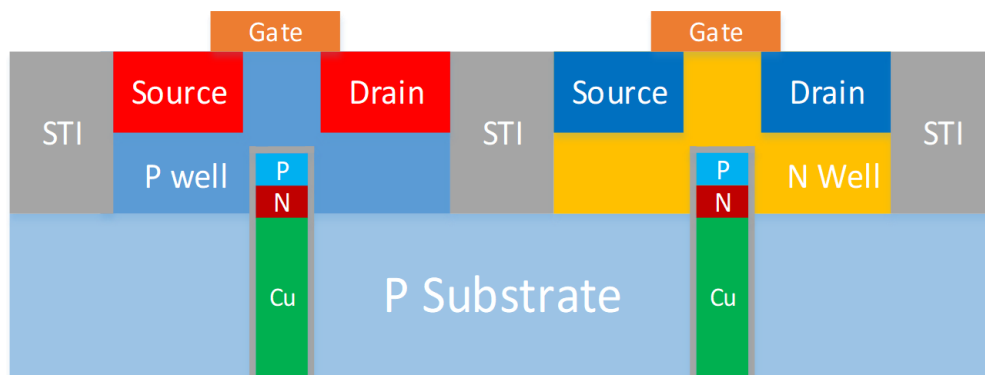 Gate
Gate
Source
Drain
Source
Drain
STI
STI
STI
P well
P
P
N Well
N
N
Cu
P Substrate
Cu